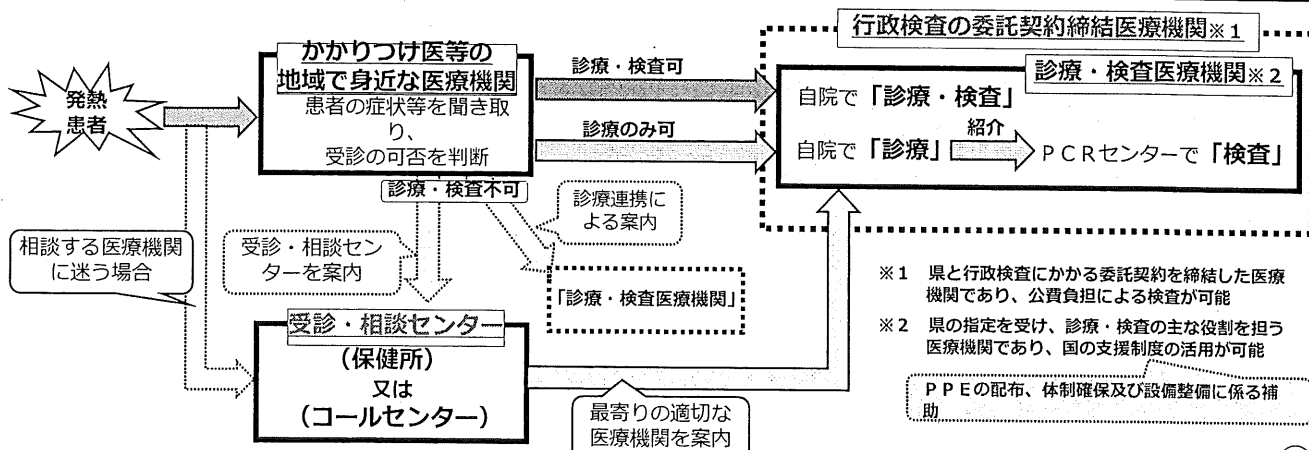 行政検査の委託契約締結医療機関※1
かかりつけ医等の
地域で身近な医療機関
患者の症状等を聞き取
り、
受診の可否を判断
発熱
患者
診療・検査可
診療のみ可
診療・検査医療機関※2
自院で「診療・検査」
自院で「診療」
紹介
PCRセンターで「検査」
診療・検査不可
診療連携に
よる案内
受診・相談セン
ターを案内
相談する医療機関
に迷う場合
「診療・検査医療機関」
受診・相談センター
(保健所)
又は
(コールセンター)
最寄りの適切な
医療機関を案内
※1 県と行政検査にかかる委託契約を締結した医療
機関であり、公費負担による検査が可能
※2 県の指定を受け、診療・検査の主な役割を担う
医療機関であり、国の支援制度の活用が可能
PPEの配布、体制確保及び設備整備に係る補
助